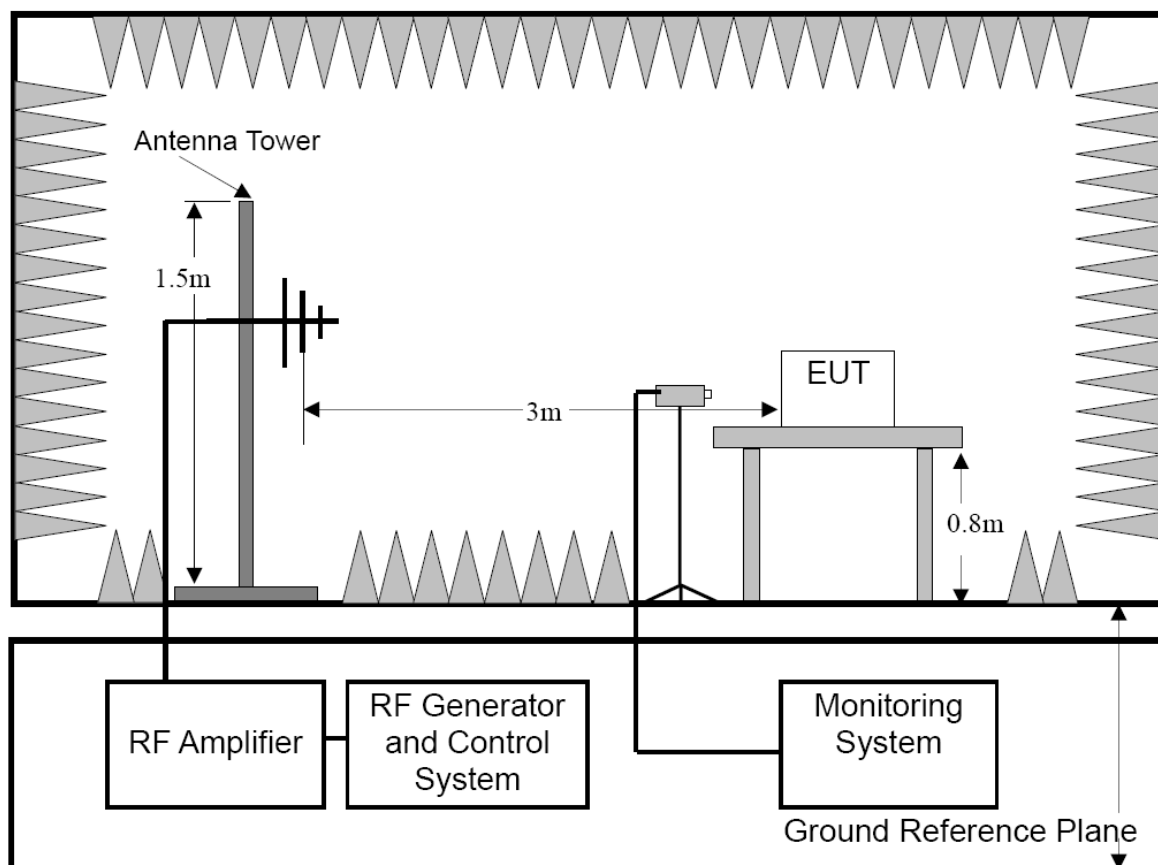 Antenna Tower
1.5m
EUT
3m
0.8m
RF Amplifier
RF Generator
and Control
System
Monitoring
System
Ground Reference Plane